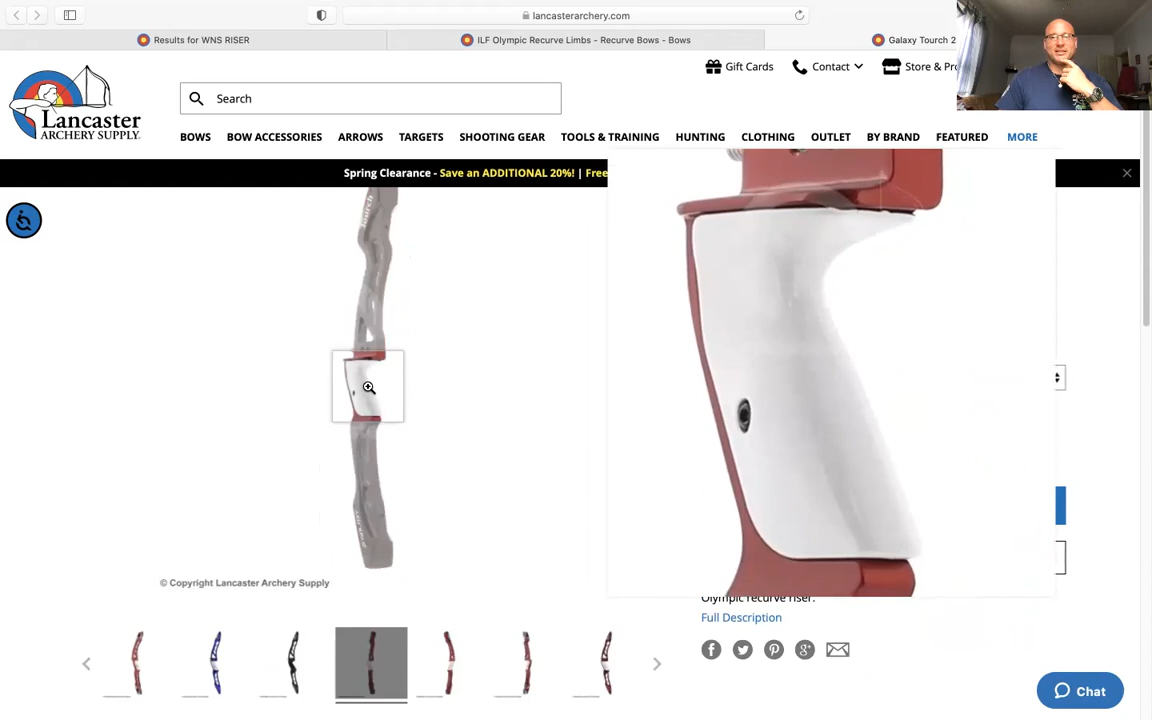 lancasterarchery.com
Results for WNS RISER
ILF Olympic Recurve Limbs - Recurve Bows - Bows
Galaxy Tourch 2
Gift Cards
Contact
Store & Pro
Lancaster
ARCHERY SUPPLY
Search
BOWS
BOW ACCESSORIES
ARROWS
TARGETS
SHOOTING GEAR
TOOLS & TRAINING
HUNTING
CLOTHING
OUTLET
BY BRAND
FEATURED
MORE
Spring Clearance - Save an ADDITIONAL 20%! | Free
© Copyright Lancaster Archery Supply
Olympic recurve riser.
Full Description
Chat